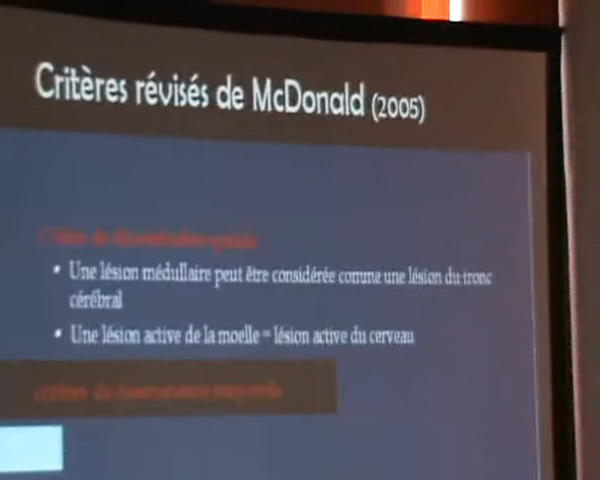 Critères révisés de McDonald (2005)
• Une lésion médullaire peut être considérée comme une lésion du tronc
cérébral
• Une lésion active de la moelle = lésion active du cerveau